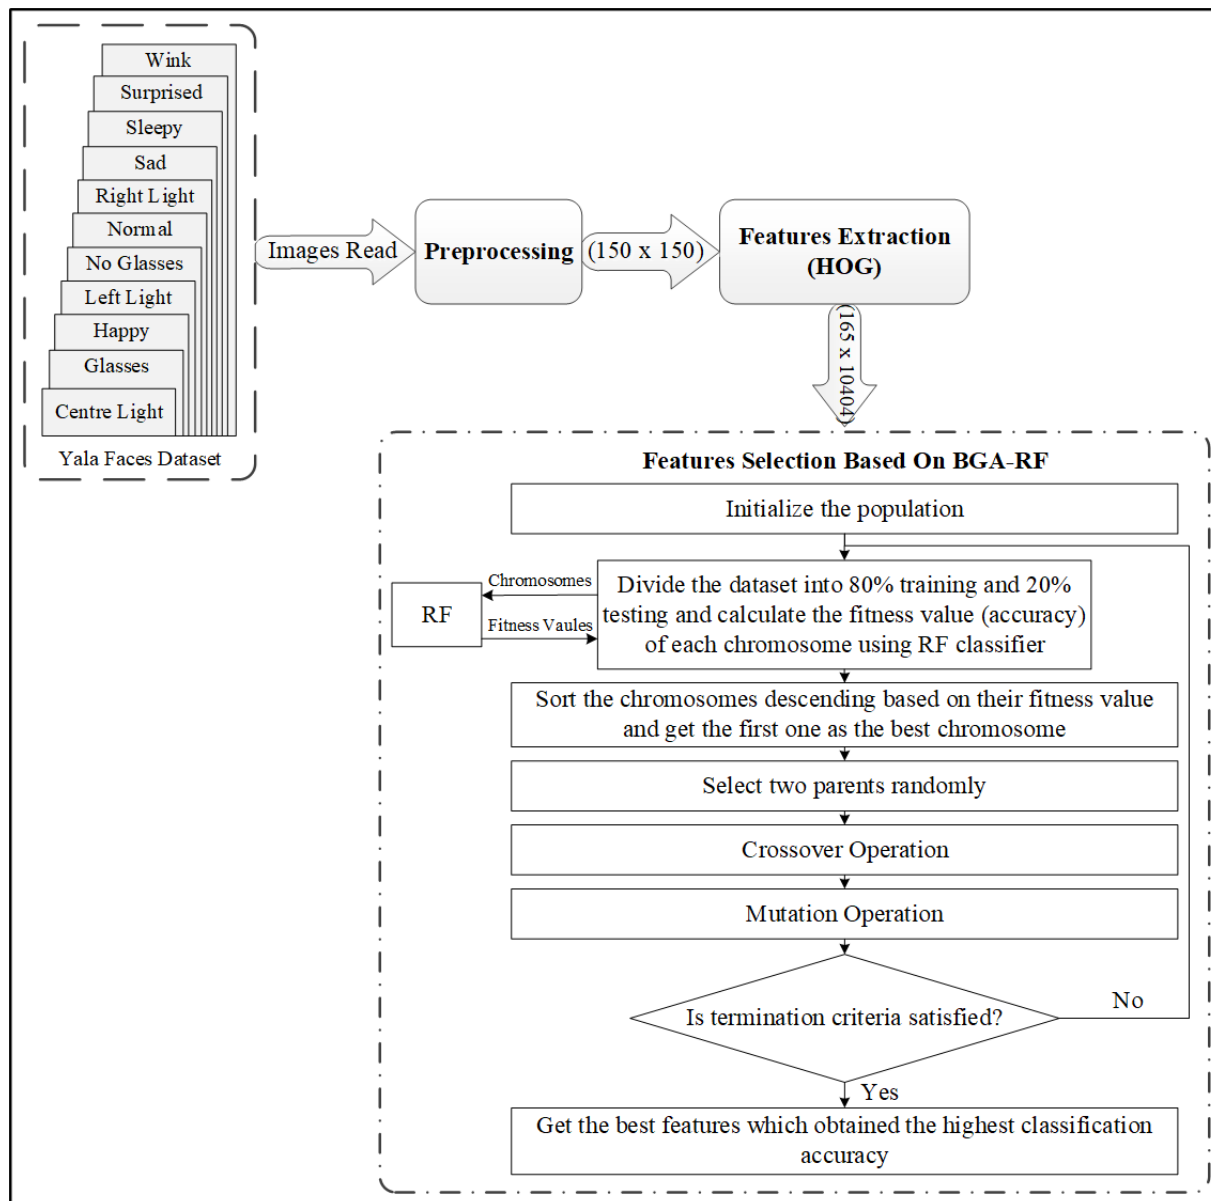 Wink
Surprised
Sleepy
Sad
Right Light
Normal
No Glasses
Left Light
Happy
Glasses
Centre Light
Yala Faces Dataset
Images Read
Preprocessing
(150 x 150)
Features Extraction
(HOG)
(165 x 10404)
Features Selection Based On BGA-RF
Initialize the population
Chromosomes
RF
Fitness Vaules
Divide the dataset into 80% training and 20%
testing and calculate the fitness value (accuracy)
of each chromosome using RF classifier
Sort the chromosomes descending based on their fitness value
and get the first one as the best chromosome
Select two parents randomly
Crossover Operation
Mutation Operation
Is termination criteria satisfied?
No
Yes
Get the best features which obtained the highest classification
accuracy